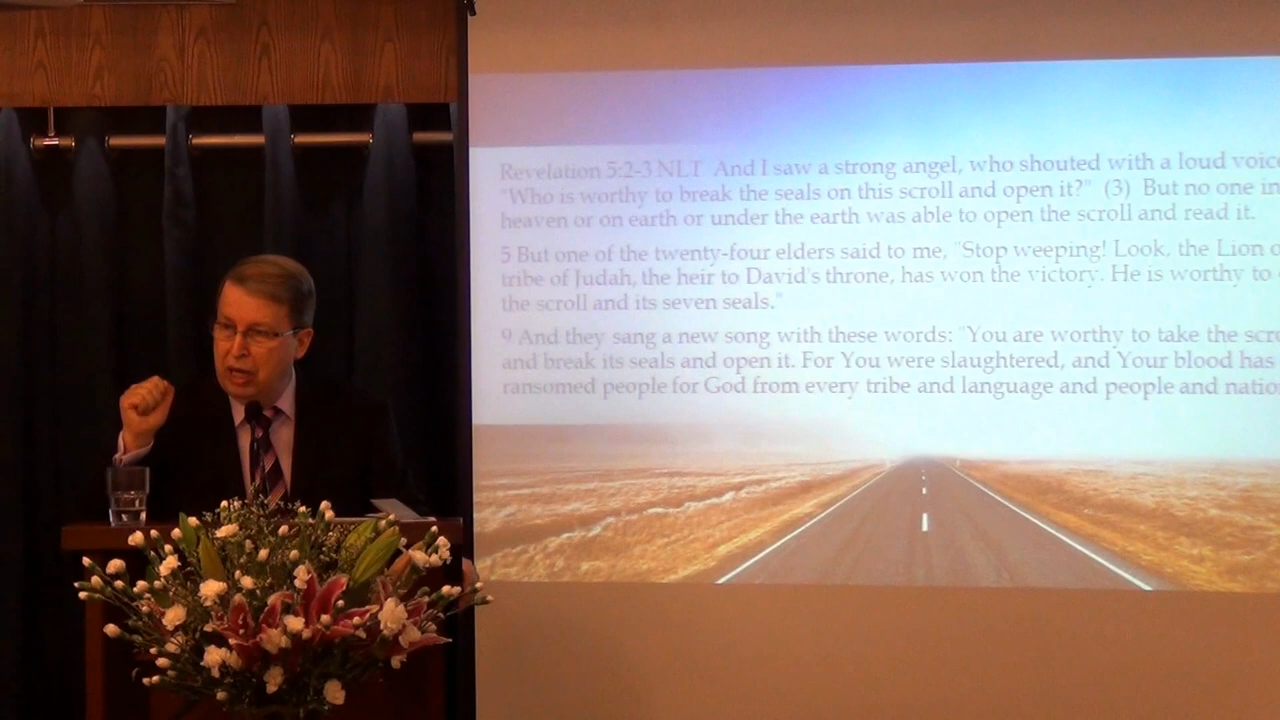 Revelation 5:2-3 NLT And I saw a strong angel, who shouted with a loud voice
"Who is worthy to break the seals on this scroll and open it?" (3) But no one in
heaven or on earth or under the earth was able to open the scroll and read it.
5 But one of the twenty-four elders said to me, "Stop weeping! Look, the Lion
tribe of Judah, the heir to David's throne, has won the victory. He is worthy to
the scroll and its seven seals."
9 And they sang a new song with these words: "You are worthy to take the
and break its seals and open it. For You were slaughtered, and Your blood has
ransomed people for God from every tribe and language and people and